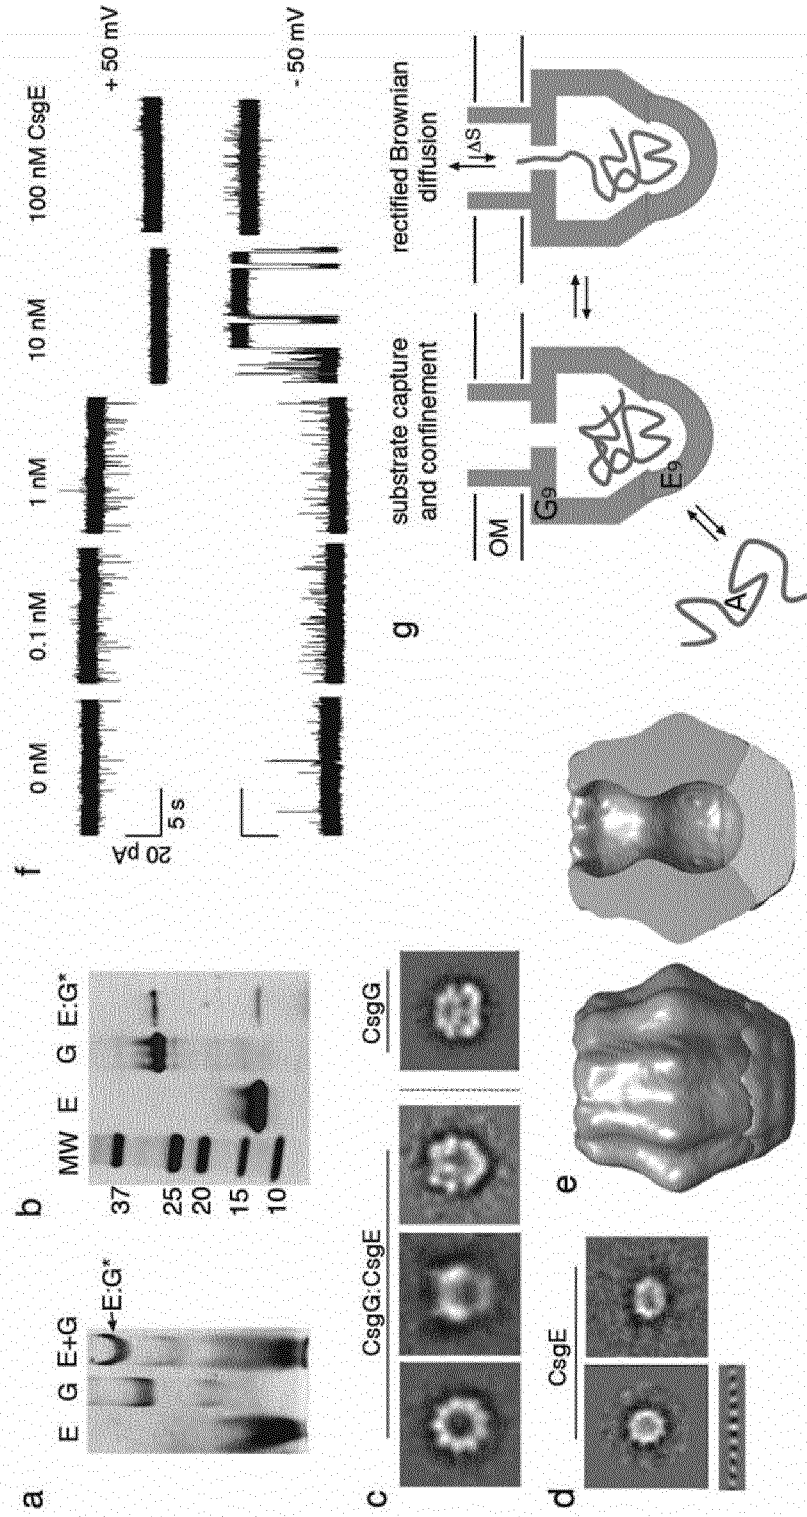 a
E G E+G
E:G*
b
MW E G E:G*
37
25
20
15
10
c
CsgG:CsgE
CsgG
d
CsgE
e
f
0 nM 0.1 nM 1 nM 10 nM 100 nM CsgE
+ 50 mV
20 pA
5 s
- 50 mV
g
substrate capture
and confinement
rectified Brownian
diffusion
OM
G9
E9
A
ΔS